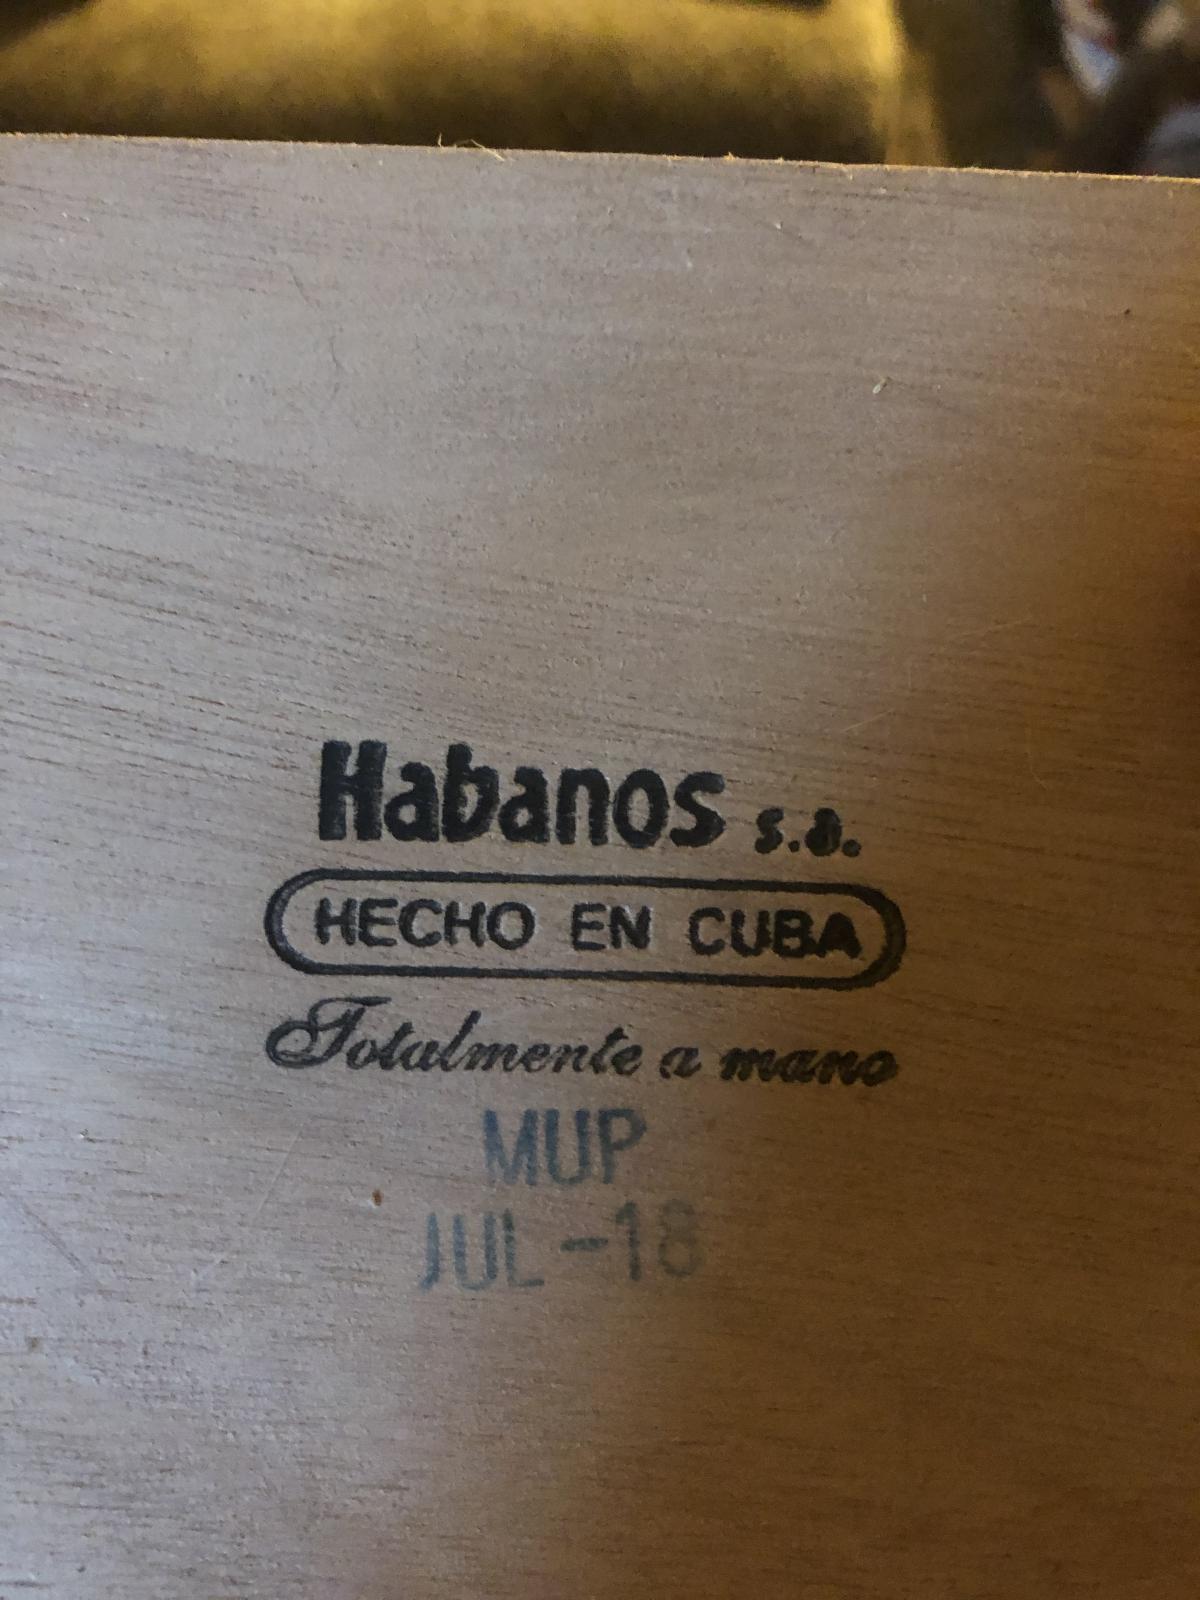 Habanos s.a.
HECHO EN CUBA
Totalmente a mano
MUP
JUL-18